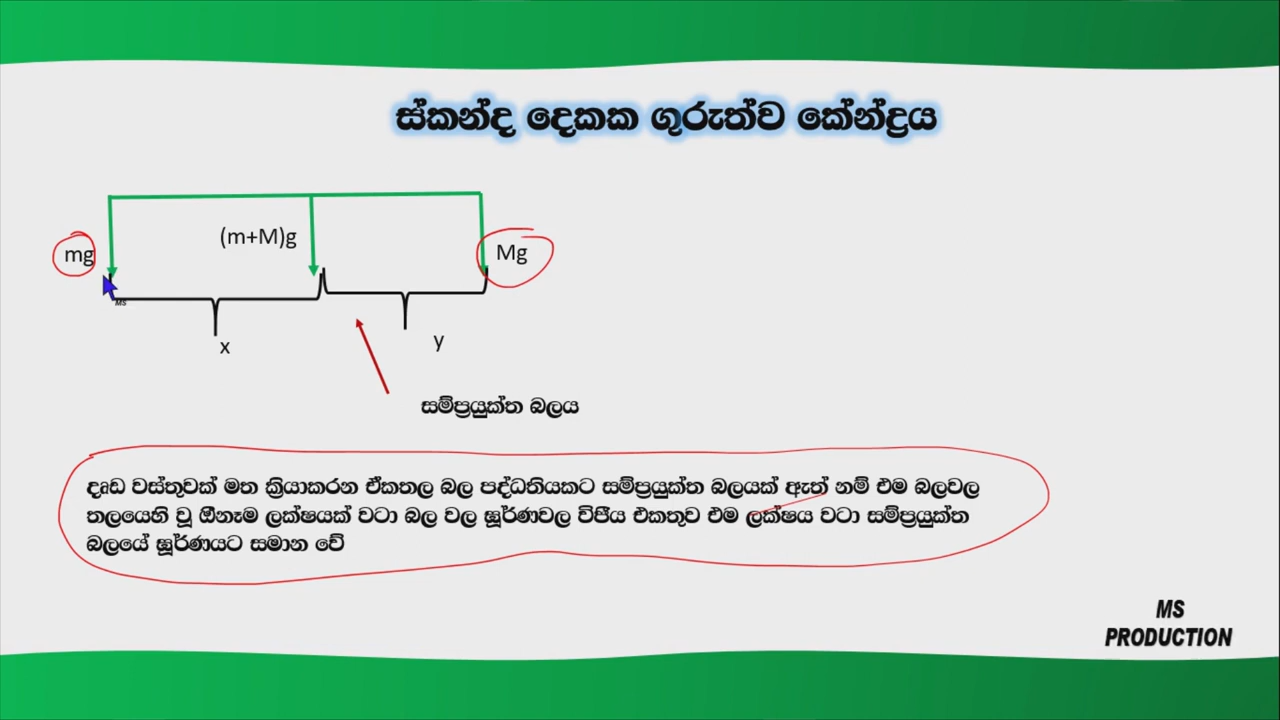 ස්කන්ද දෙකක ගුරුත්ව කේන්ද්‍රය
mg
(m+M)g
Mg
MS
x
y
සම්ප්‍රයුක්ත බලය
දෘඩ වස්තුවක් මත ක්‍රියාකරන ඒකතල බල පද්ධතියකට සම්ප්‍රයුක්ත බලයක් ඇත් නම් එම බලවල
තලයෙහි වූ ඕනෑම ලක්ෂයක් වටා බල වල ඝූර්ණවල විජීය එකතුව එම ලක්ෂය වටා සම්ප්‍රයුක්ත
බලයේ ඝූර්ණයට සමාන වේ
MS
PRODUCTION